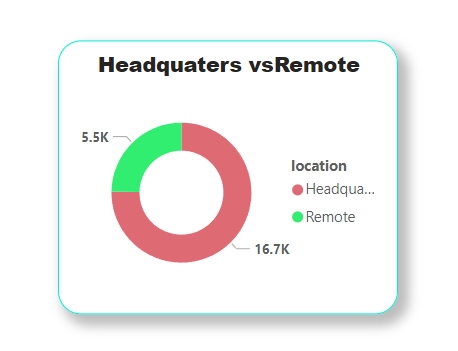 Headquaters vsRemote
5.5K
location
Headqua...
Remote
16.7K